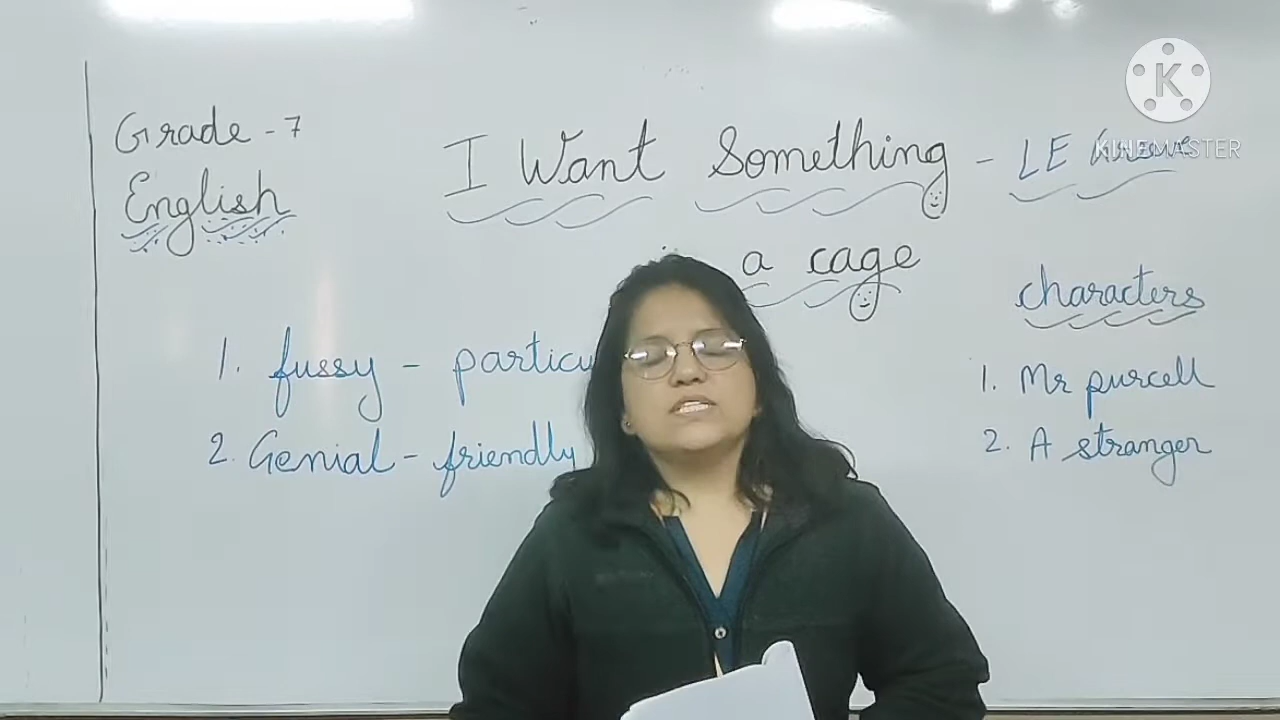 Grade - 7
English
I Want Something - LE
a cage
characters
1. fussy - particu
2. Genial - friendly
1. Mr purcell
2. A stranger
K
KINEMASTER